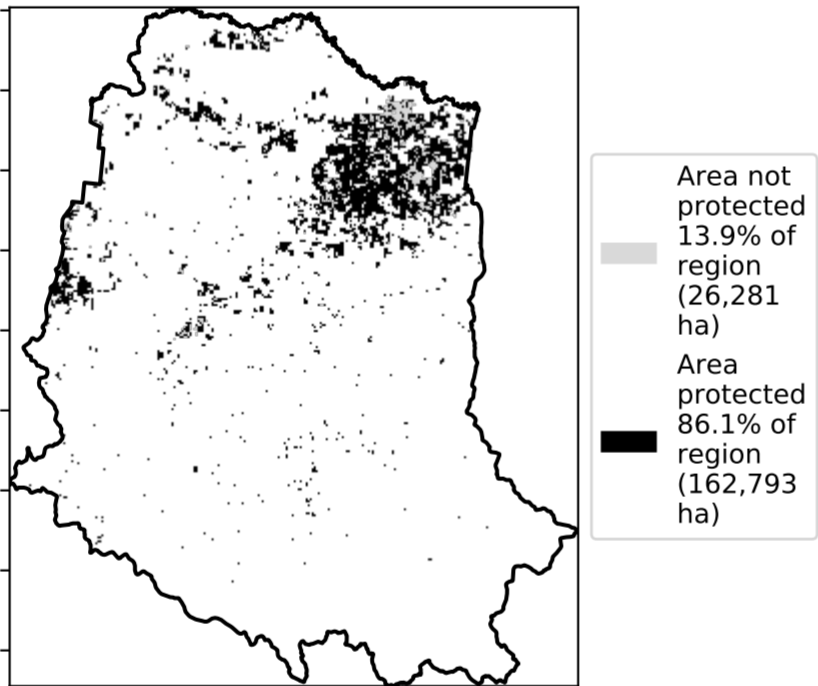 Area not
protected
13.9% of
region
(26,281
ha)
Area
protected
86.1% of
region
(162,793
ha)